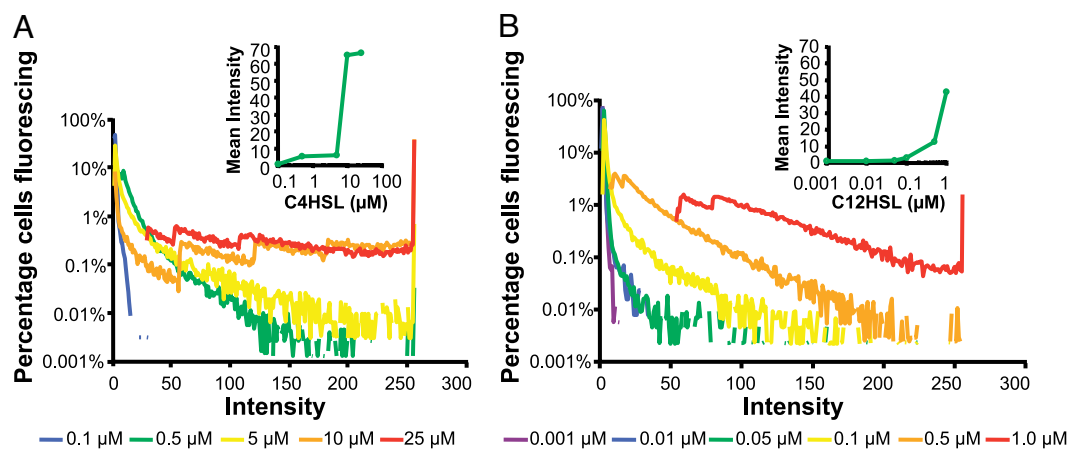 A
Percentage cells fluorescing
100%
10%
1%
0.1%
0.01%
0.001%
0 50 100 150 200 250 300
Intensity
Mean Intensity
70
60
50
40
30
20
10
0
0.1 1 10 100
C4HSL (µM)
0.1 µM 0.5 µM 5 µM 10 µM 25 µM
B
Percentage cells fluorescing
100%
10%
1%
0.1%
0.01%
0.001%
0 50 100 150 200 250 300
Intensity
Mean Intensity
70
60
50
40
30
20
10
0
0.001 0.01 0.1 1
C12HSL (µM)
0.001 µM 0.01 µM 0.05 µM 0.1 µM 0.5 µM 1.0 µM